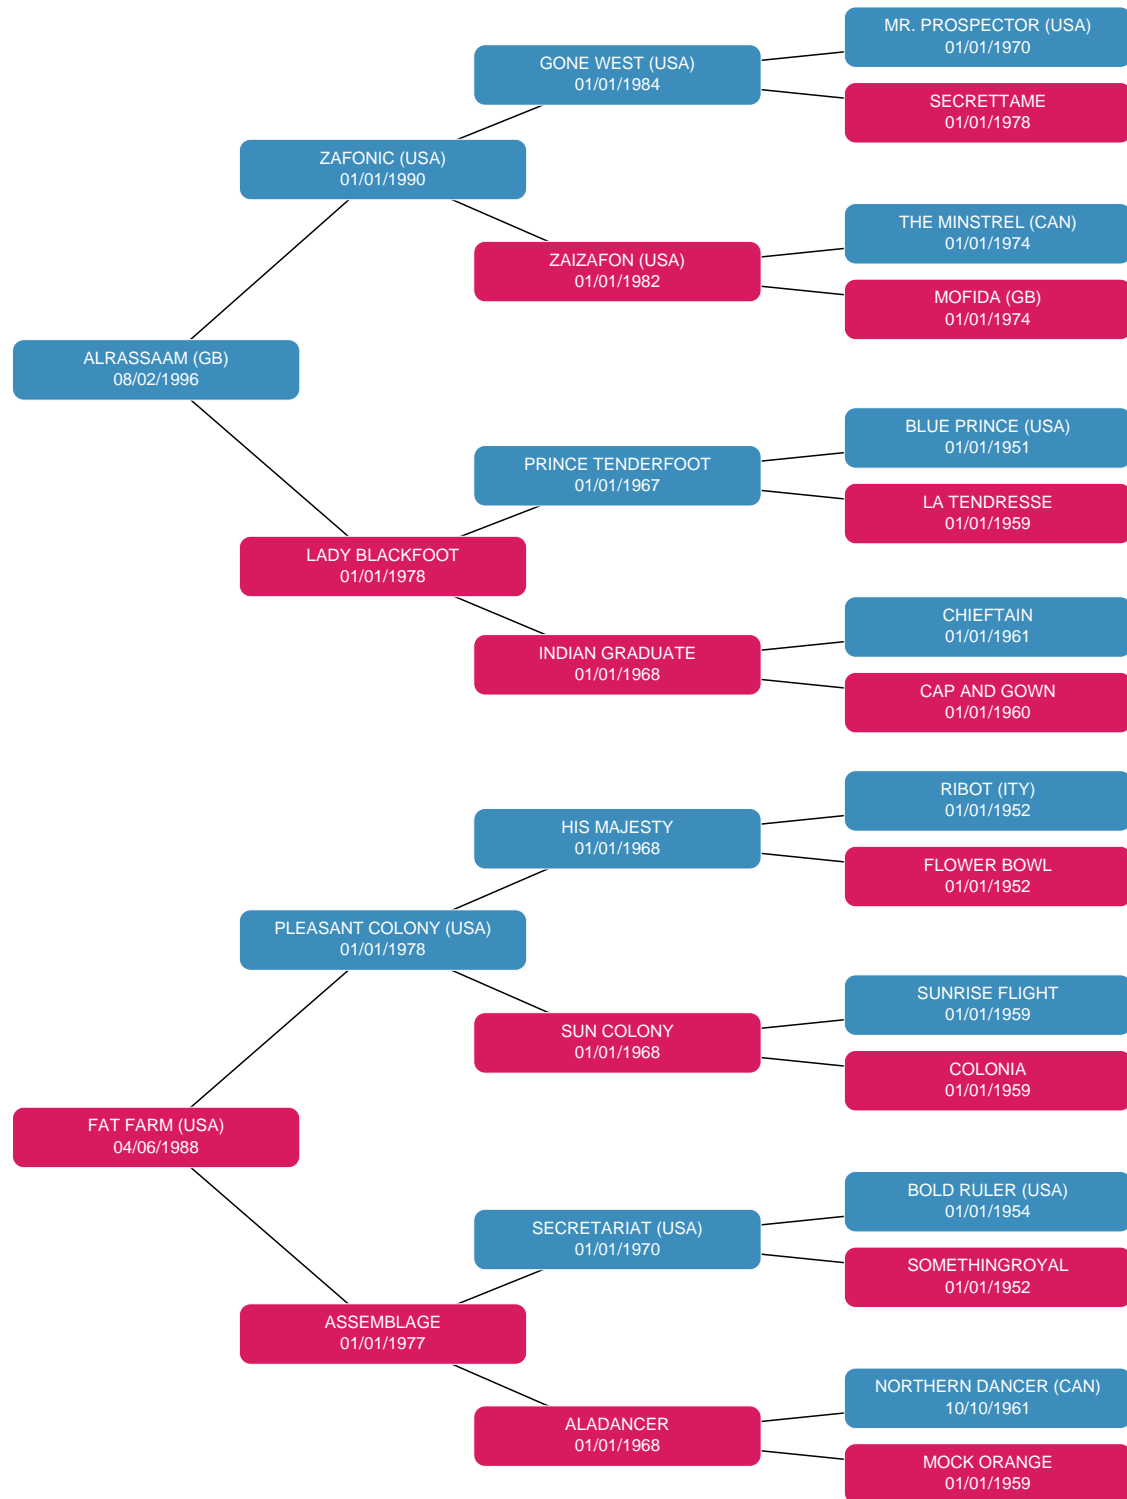 MR. PROSPECTOR (USA)
01/01/1970
GONE WEST (USA)
01/01/1984
SECRETTAME
01/01/1978
ZAFONIC (USA)
01/01/1990
THE MINSTREL (CAN)
01/01/1974
ZAIZAFON (USA)
01/01/1982
MOFIDA (GB)
01/01/1974
ALRASSAAM (GB)
08/02/1996
BLUE PRINCE (USA)
01/01/1951
PRINCE TENDERFOOT
01/01/1967
LA TENDRESSE
01/01/1959
LADY BLACKFOOT
01/01/1978
CHIEFTAIN
01/01/1961
INDIAN GRADUATE
01/01/1968
CAP AND GOWN
01/01/1960
RIBOT (ITY)
01/01/1952
HIS MAJESTY
01/01/1968
FLOWER BOWL
01/01/1952
PLEASANT COLONY (USA)
01/01/1978
SUNRISE FLIGHT
01/01/1959
SUN COLONY
01/01/1968
COLONIA
01/01/1959
FAT FARM (USA)
04/06/1988
BOLD RULER (USA)
01/01/1954
SECRETARIAT (USA)
01/01/1970
SOMETHINGROYAL
01/01/1952
ASSEMBLAGE
01/01/1977
NORTHERN DANCER (CAN)
10/10/1961
ALADANCER
01/01/1968
MOCK ORANGE
01/01/1959